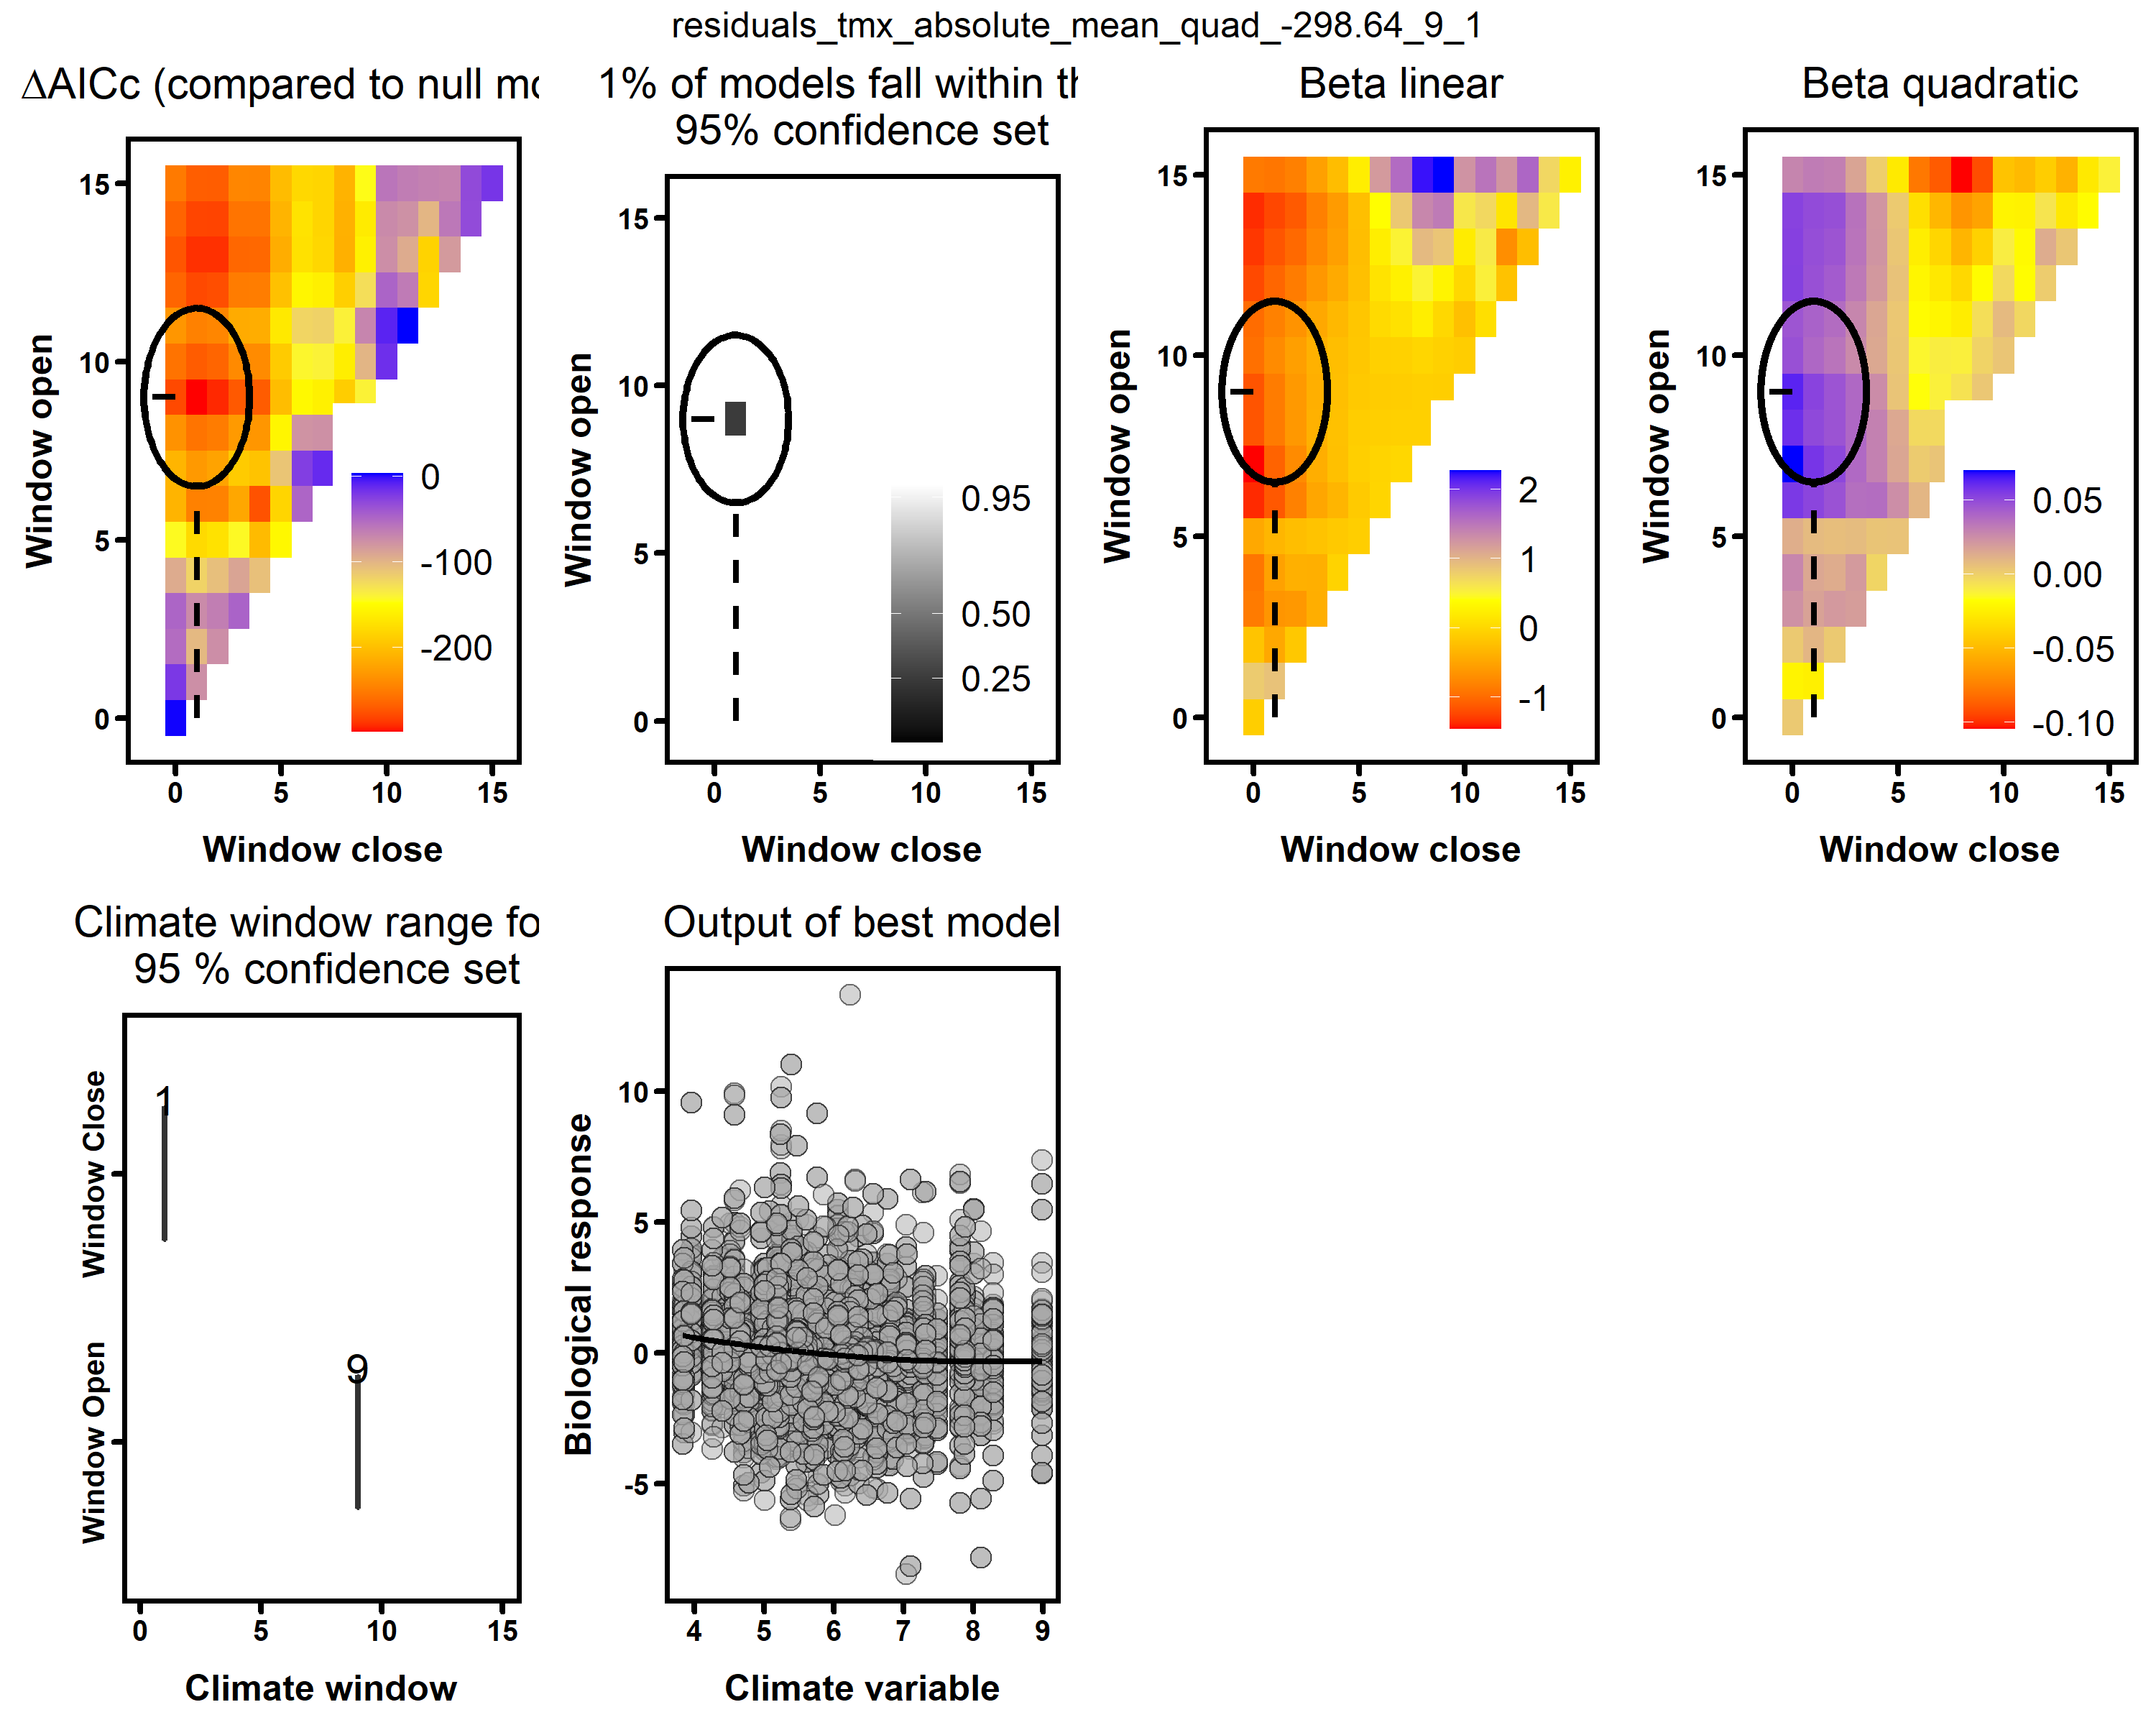 residuals_tmx_absolute_mean_quad_-298.64_9_1
ΔAICc (compared to null mo
Window open
15
10
5
0
0
-100
-200
0 5 10 15
Window close
1% of models fall within th
95% confidence set
Window open
15
10
5
0
0.95
0.50
0.25
0 5 10 15
Window close
Beta linear
Window open
15
10
5
0
2
1
0
-1
0 5 10 15
Window close
Beta quadratic
Window open
15
10
5
0
0.05
0.00
-0.05
-0.10
0 5 10 15
Window close
Climate window range fo
95 % confidence set
Window Close
Window Open
1
9
0 5 10 15
Climate window
Output of best model
Biological response
10
5
0
-5
4 5 6 7 8 9
Climate variable